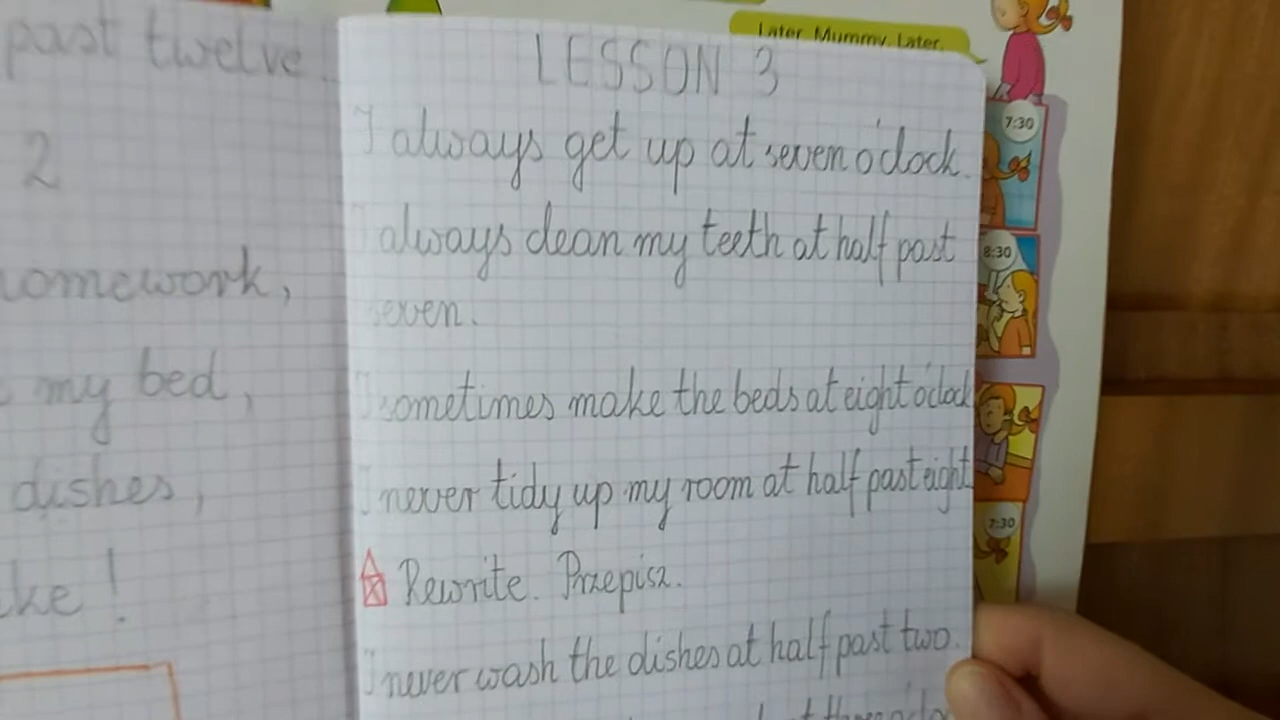 past twelve
2
homework,
my bed,
dishes,
!
Later, Mummy. Later.
LESSON 3
I always get up at seven o'clock.
I always clean my teeth at half past
seven.
I sometimes make the beds at eight o'clock
I never tidy up my room at half past eight.
Rewrite. Przepisz.
I never wash the dishes at half past two.
7:30
8:30
7:30